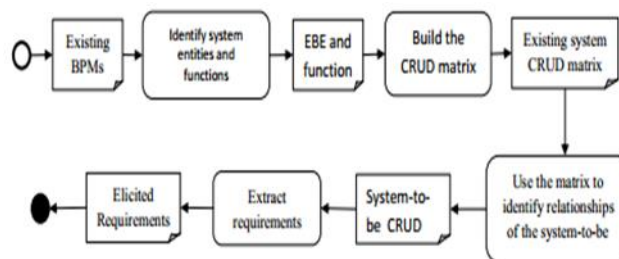 Existing
BPMs
Identify system
entities and
functions
EBE and
function
Build the
CRUD matrix
Existing system
CRUD matrix
Use the matrix to
identify relationships
of the system-to-be
System-to-
be CRUD
Extract
requirements
Elicited
Requirements